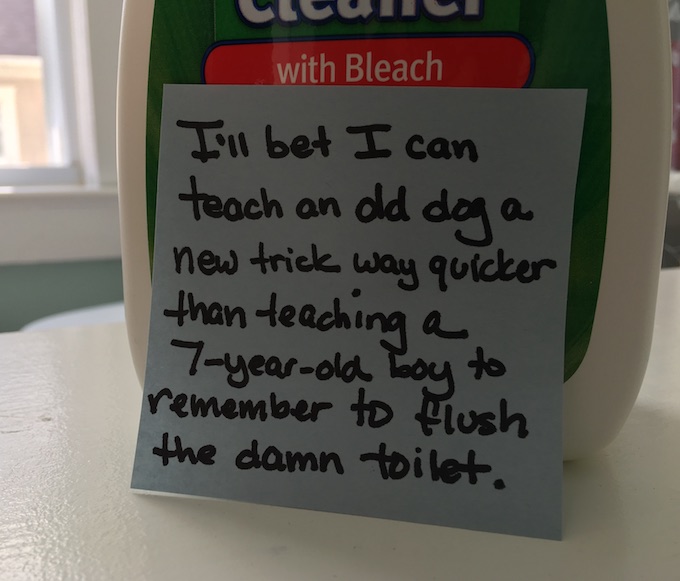 Cleaner
with Bleach
I'll bet I can
teach an old dog a
new trick way quicker
than teaching a
7-year-old boy to
remember to flush
the damn toilet.